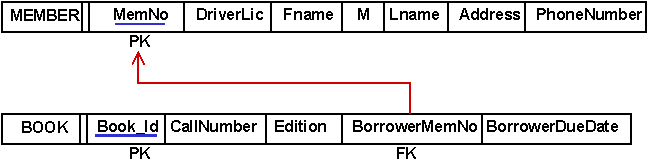 MEMBER MemNo DriverLic Fname M Lname Address PhoneNumber
PK
BOOK Book_Id CallNumber Edition BorrowerMemNo BorrowerDueDate
PK FK